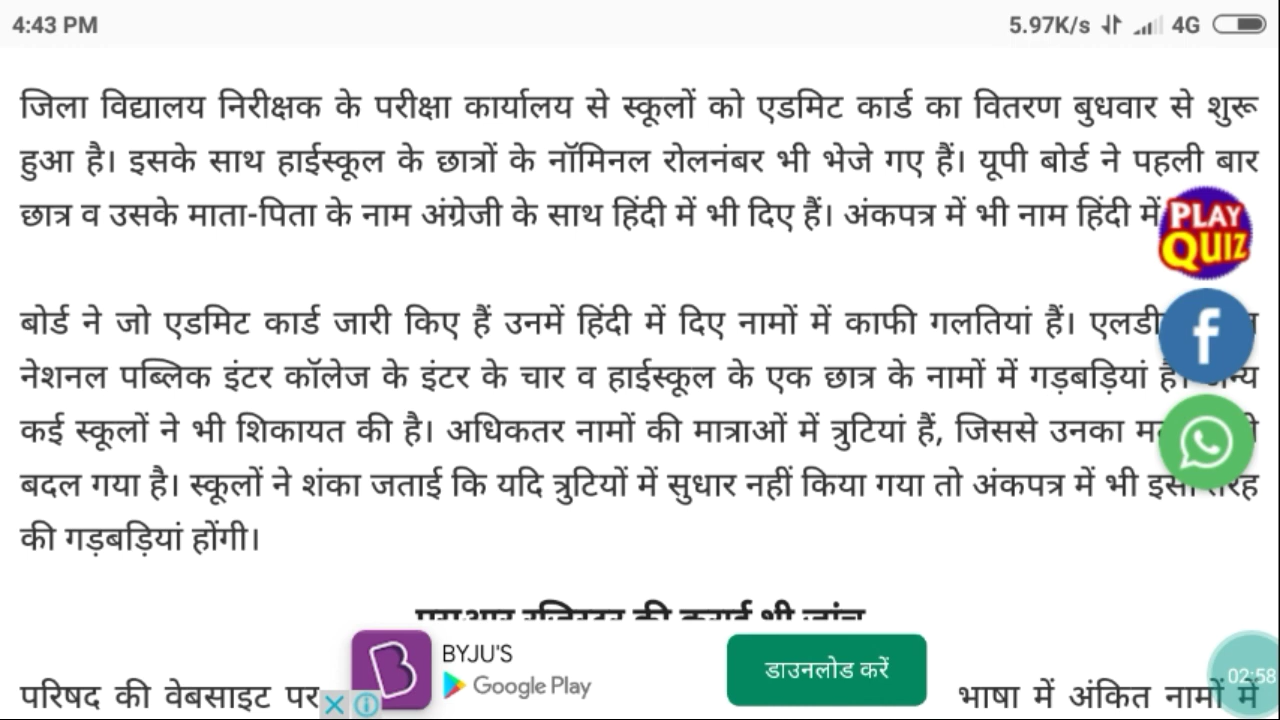 4:43 PM
5.97K/s 4G
जिला विद्यालय निरीक्षक के परीक्षा कार्यालय से स्कूलों को एडमिट कार्ड का वितरण बुधवार से शुरू
हुआ है। इसके साथ हाईस्कूल के छात्रों के नॉमिनल रोलनंबर भी भेजे गए हैं। यूपी बोर्ड ने पहली बार
छात्र व उसके माता-पिता के नाम अंग्रेजी के साथ हिंदी में भी दिए हैं। अंकपत्र में भी नाम हिंदी में
PLAY
QUIZ
बोर्ड ने जो एडमिट कार्ड जारी किए हैं उनमें हिंदी में दिए नामों में काफी गलतियां हैं। एलडी
f
नेशनल पब्लिक इंटर कॉलेज के इंटर के चार व हाईस्कूल के एक छात्र के नामों में गड़बड़ियां
कई स्कूलों ने भी शिकायत की है। अधिकतर नामों की मात्राओं में त्रुटियां हैं, जिससे उनका
बदल गया है। स्कूलों ने शंका जताई कि यदि त्रुटियों में सुधार नहीं किया गया तो अंकपत्र में भी इसी तरह
की गड़बड़ियां होंगी।
BYJU'S
Google Play
डाउनलोड करें
02:58
परिषद की वेबसाइट पर भाषा में अंकित नामों में